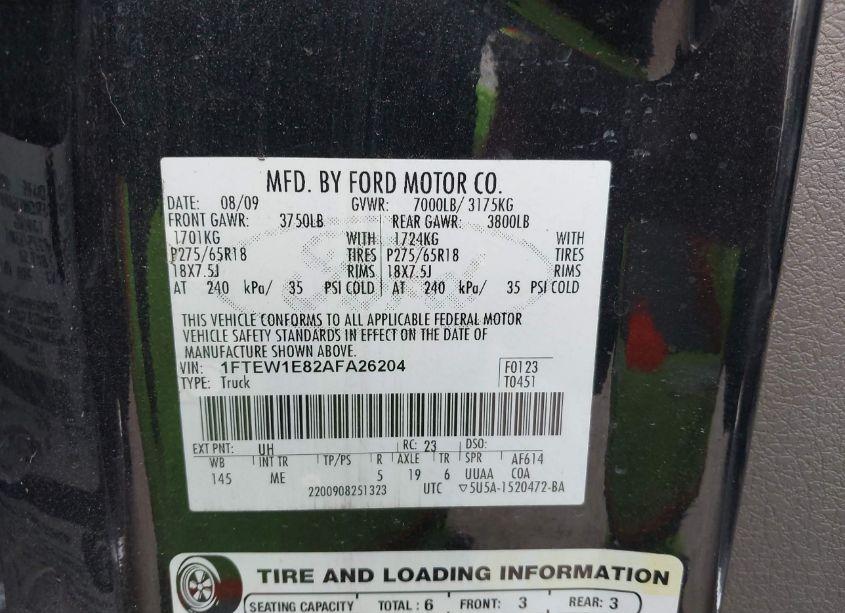 MFD. BY FORD MOTOR CO.
DATE: 08/09 GVWR: 7000LB/ 3175KG
FRONT GAWR: 3750LB REAR GAWR: 3800LB
1701KG WITH 1724KG WITH
P275/65R18 TIRES P275/65R18 TIRES
18X7.5J RIMS 18X7.5J RIMS
AT 240 kPa/ 35 PSI COLD AT 240 kPa/ 35 PSI COLD
THIS VEHICLE CONFORMS TO ALL APPLICABLE FEDERAL MOTOR
VEHICLE SAFETY STANDARDS IN EFFECT ON THE DATE OF
MANUFACTURE SHOWN ABOVE.
VIN: 1FTEW1E82AFA26204 F0123
TYPE: Truck T0451
EXT PNT: UH RC: 23 DSO:
WB INT TR TP/PS R AXLE TR SPR AF614
145 ME 5 19 6 UUAA COA
2200908251323 UTC ▽5U5A-1520472-BA
TIRE AND LOADING INFORMATION
SEATING CAPACITY TOTAL: 6 FRONT: 3 REAR: 3